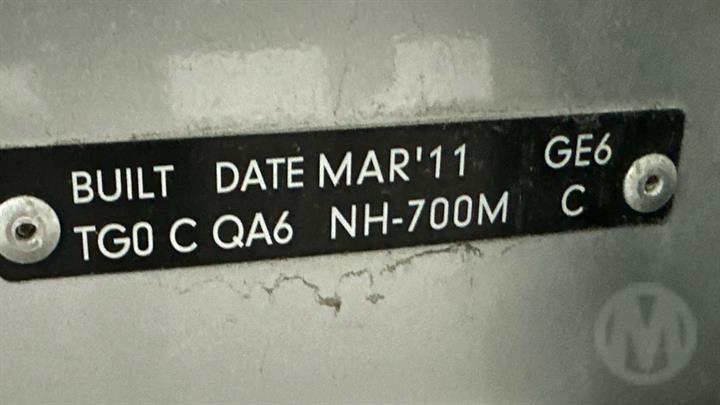 BUILT DATE MAR'11 GE6
TG0 C QA6 NH-700M C
M